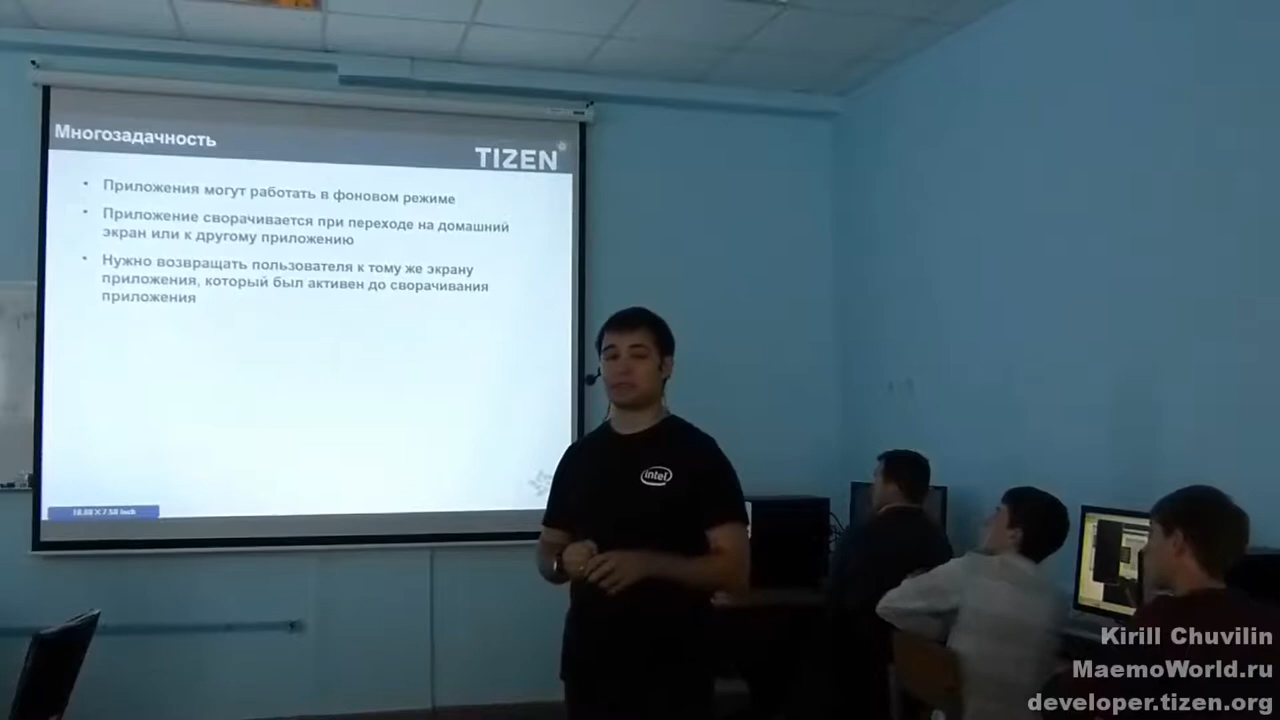 Многозадачность
TIZEN
Приложения могут работать в фоновом режиме
Приложение сворачивается при переходе на домашний
экран или к другому приложению
Нужно возвращать пользователя к тому же экрану
приложения, который был активен до сворачивания
приложения
intel
Kirill Chuvilin
MaemoWorld.ru
developer.tizen.org